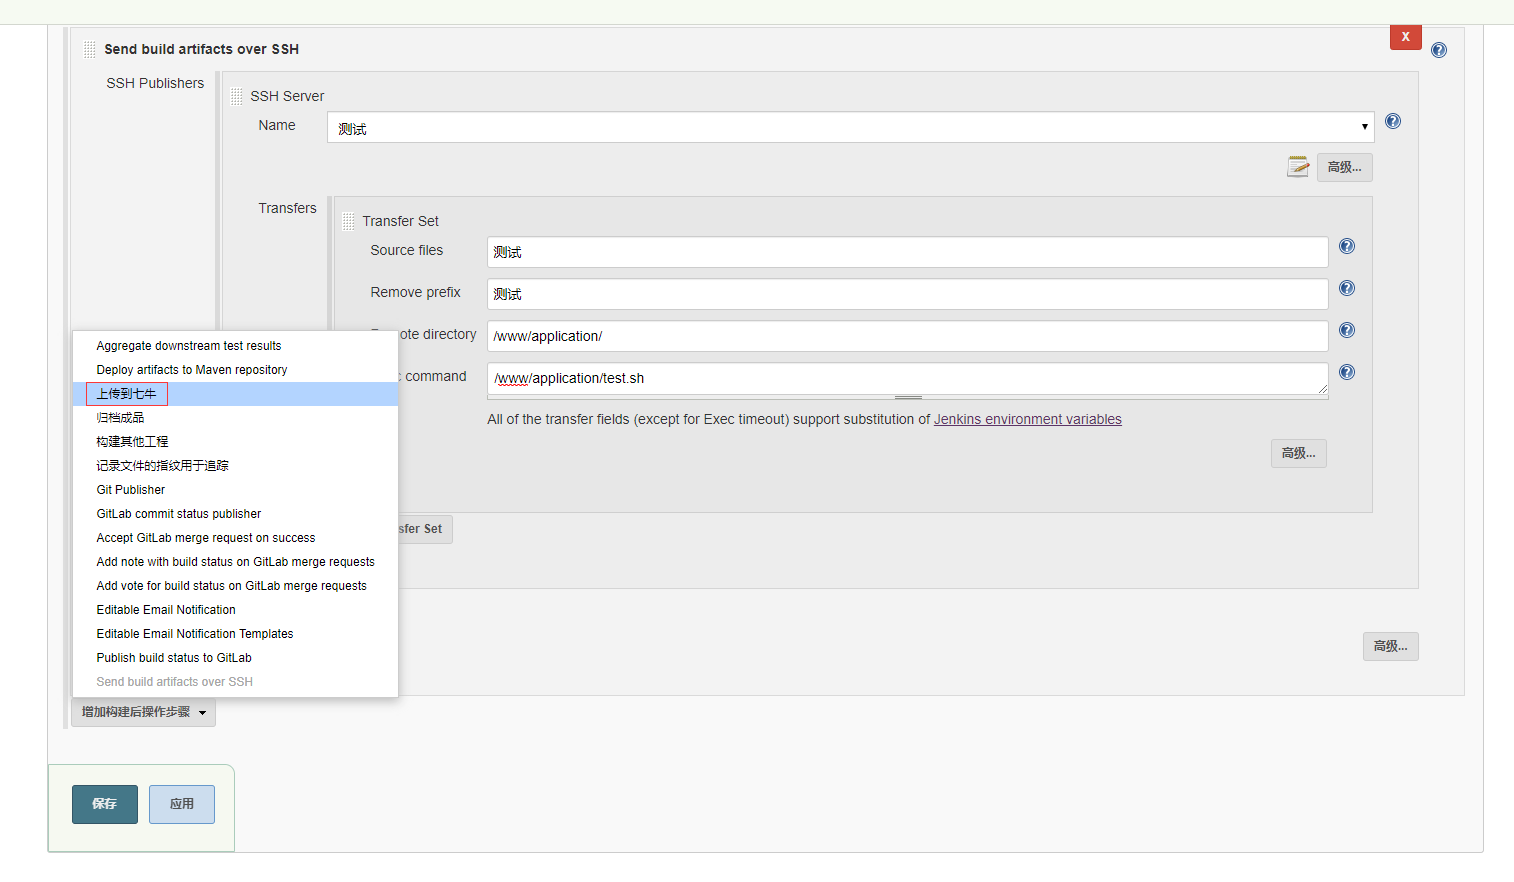 Send build artifacts over SSH
X
SSH Publishers
SSH Server
Name
测试
高级...
Transfers
Transfer Set
Source files
测试
Remove prefix
测试
ote directory
/www/application/
command
/www/application/test.sh
All of the transfer fields (except for Exec timeout) support substitution of Jenkins environment variables
高级...
sfer Set
高级...
Aggregate downstream test results
Deploy artifacts to Maven repository
上传到七牛
归档成品
构建其他工程
记录文件的指纹用于追踪
Git Publisher
GitLab commit status publisher
Accept GitLab merge request on success
Add note with build status on GitLab merge requests
Add vote for build status on GitLab merge requests
Editable Email Notification
Editable Email Notification Templates
Publish build status to GitLab
Send build artifacts over SSH
增加构建后操作步骤
保存
应用